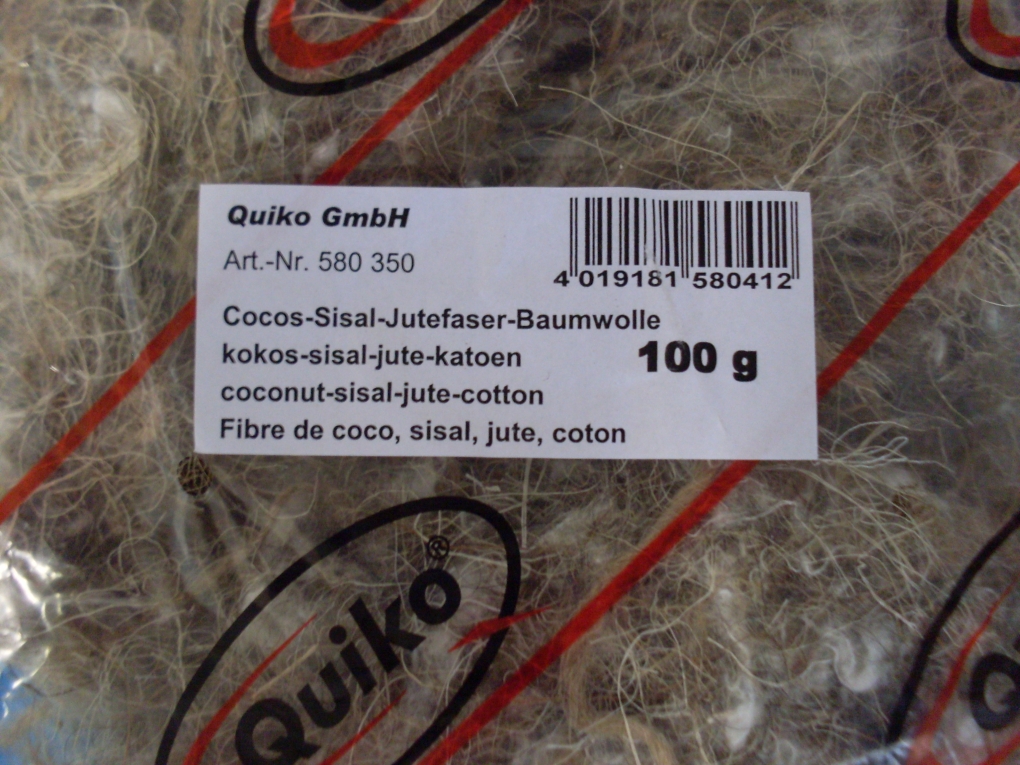 Quiko GmbH
Art.-Nr. 580 350
4 019181 580412
Cocos-Sisal-Jutefaser-Baumwolle
kokos-sisal-jute-katoen
100 g
coconut-sisal-jute-cotton
Fibre de coco, sisal, jute, coton
Quiko®
Q